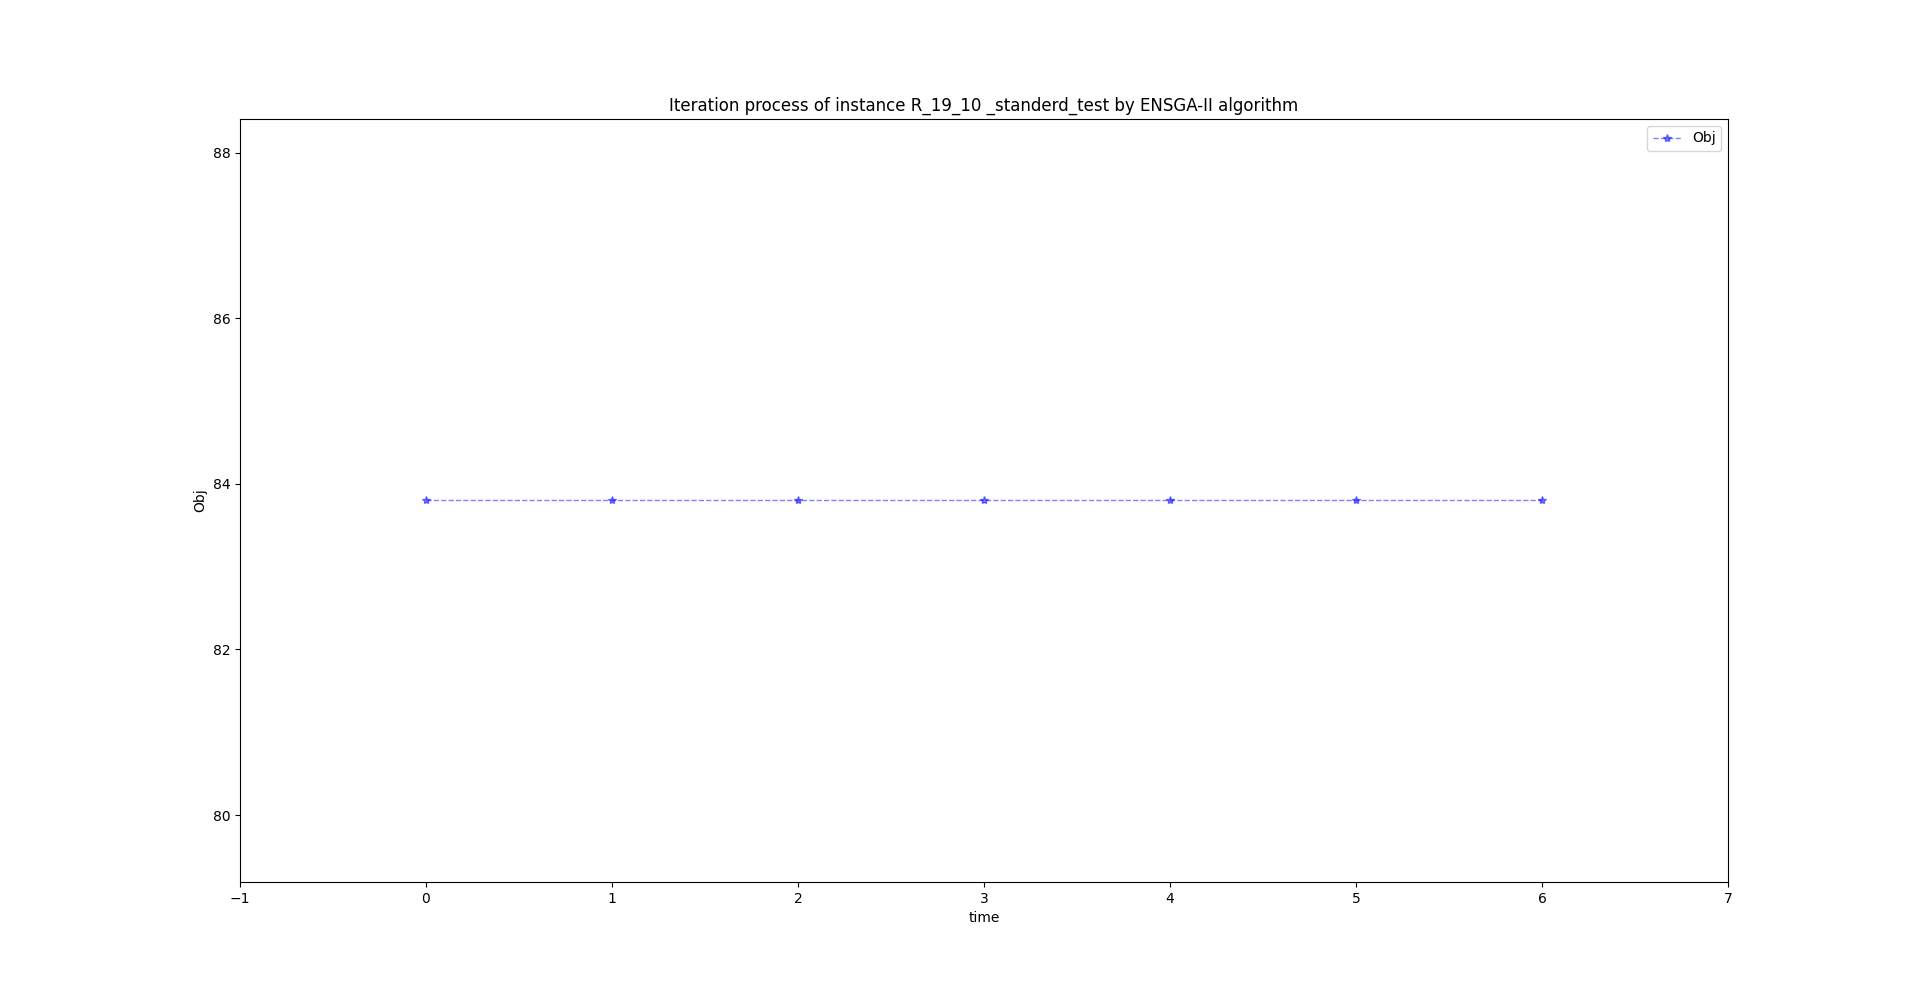 Iteration process of instance R_19_10 _standerd_test by ENSGA-II algorithm
Obj
88
86
84
82
80
Obj
−1 0 1 2 3 4 5 6 7
time